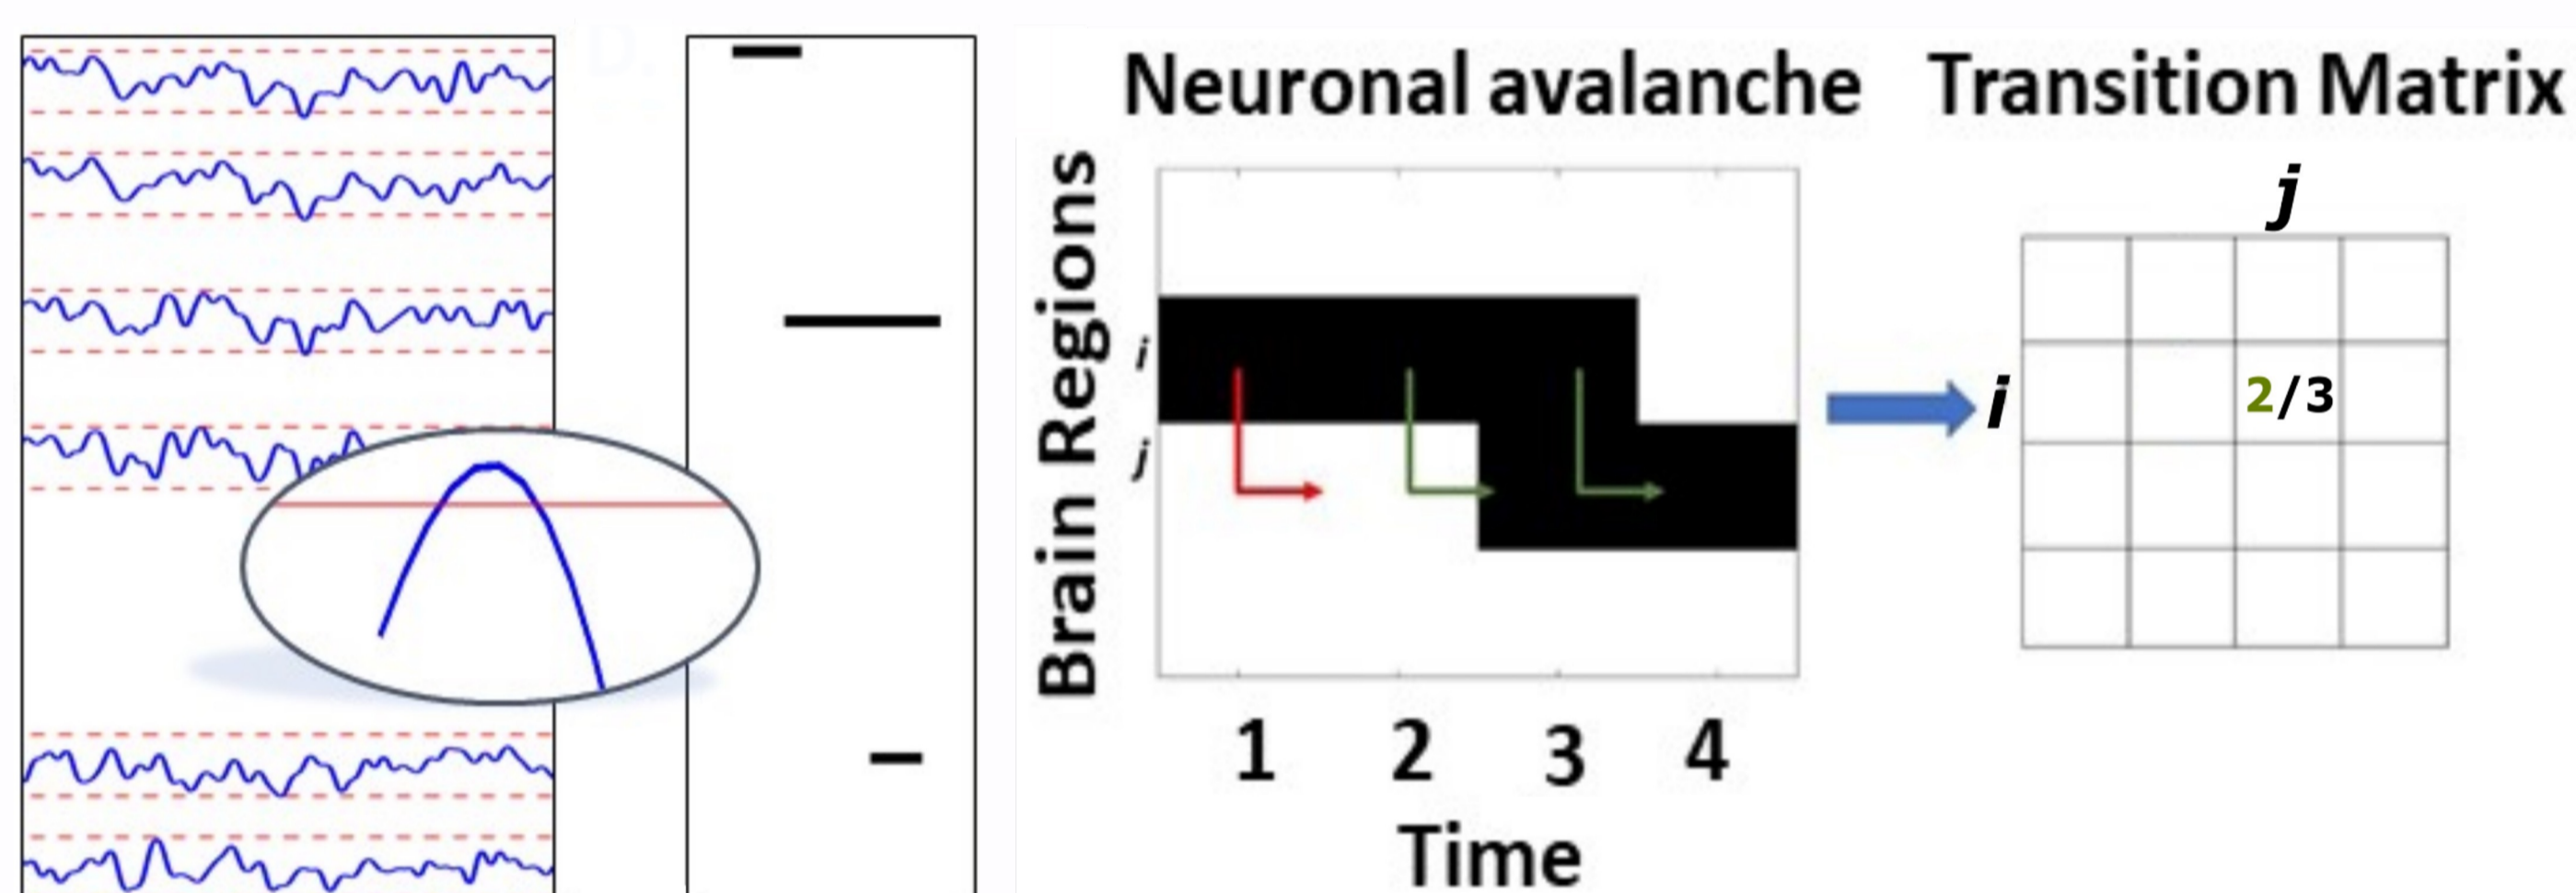 D.
Neuronal avalanche
Transition Matrix
Brain Regions
i
j
1 2 3 4
Time
j
i
2/3